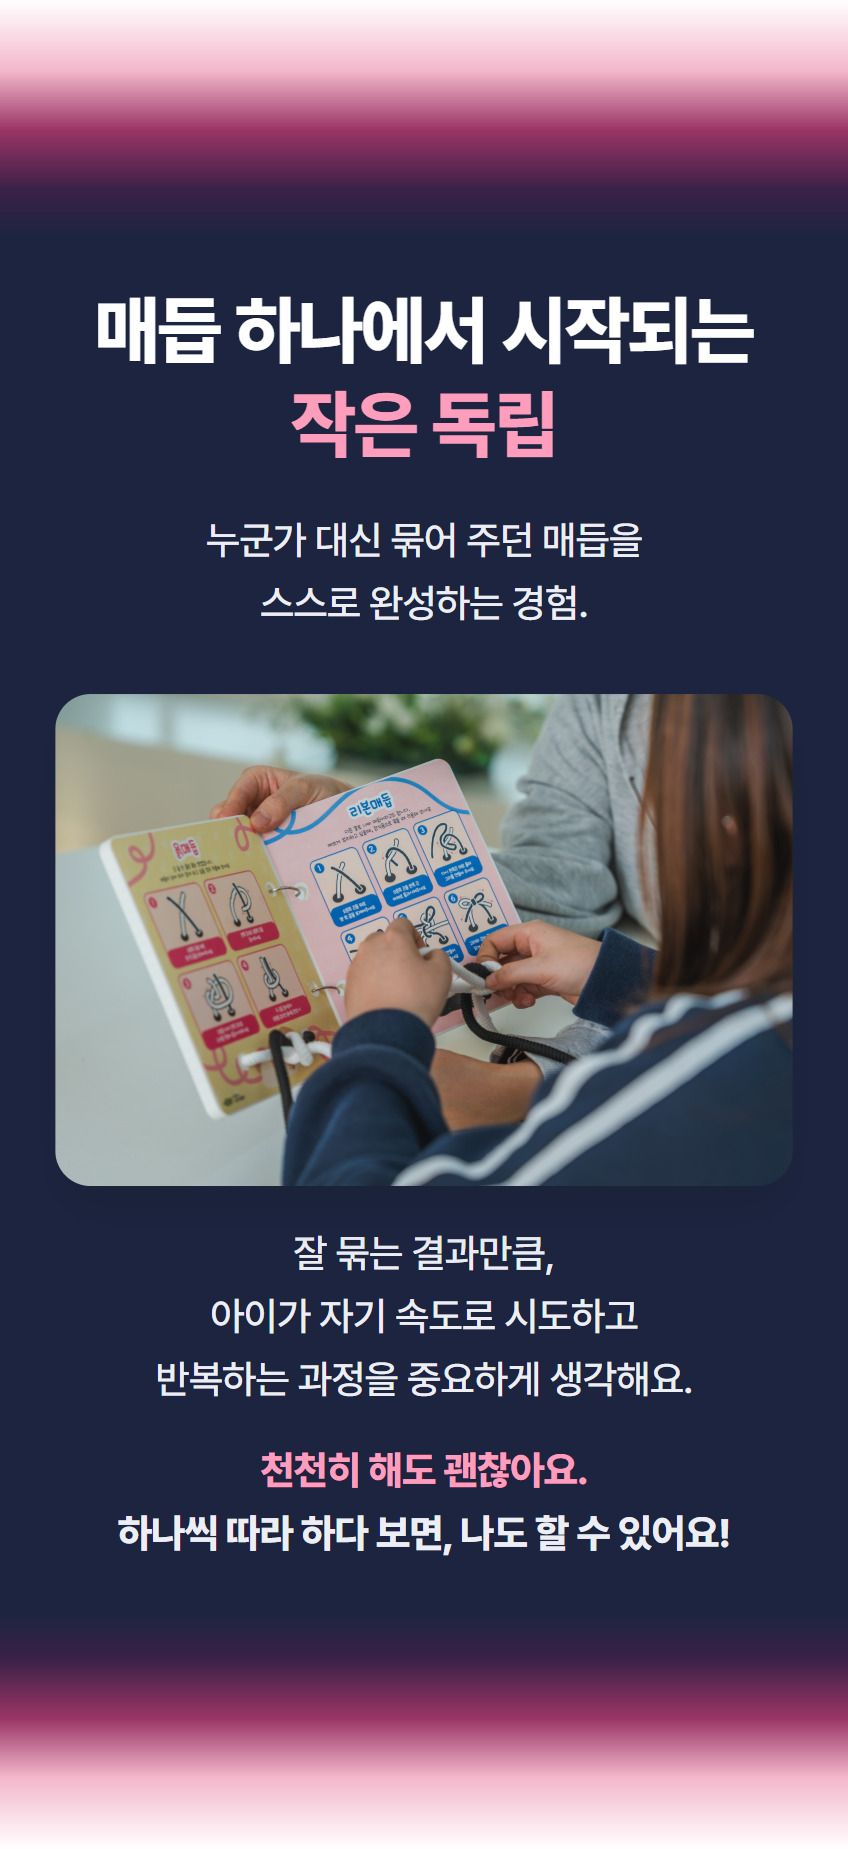 매듭 하나에서 시작되는
작은 독립
누군가 대신 묶어 주던 매듭을
스스로 완성하는 경험.
리본매듭
1
2
3
4
6
잘 묶는 결과만큼,
아이가 자기 속도로 시도하고
반복하는 과정을 중요하게 생각해요.
천천히 해도 괜찮아요.
하나씩 따라 하다 보면, 나도 할 수 있어요!